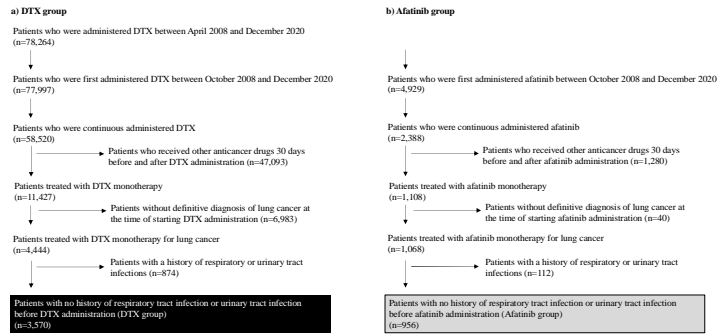 a) DTX group
Patients who were administered DTX between April 2008 and December 2020
(n=78,264)
Patients who were first administered DTX between October 2008 and December 2020
(n=77,997)
Patients who were continuous administered DTX
(n=58,520)
Patients who received other anticancer drugs 30 days
before and after DTX administration (n=47,093)
Patients treated with DTX monotherapy
(n=11,427)
Patients without definitive diagnosis of lung cancer at
the time of starting DTX administration (n=6,983)
Patients treated with DTX monotherapy for lung cancer
(n=4,444)
Patients with a history of respiratory or urinary tract
infections (n=874)
Patients with no history of respiratory tract infection or urinary tract infection
before DTX administration (DTX group)
(n=3,570)
b) Afatinib group
Patients who were first administered afatinib between October 2008 and December 2020
(n=4,929)
Patients who were continuous administered afatinib
(n=2,388)
Patients who received other anticancer drugs 30 days
before and after afatinib administration (n=1,280)
Patients treated with afatinib monotherapy
(n=1,108)
Patients without definitive diagnosis of lung cancer at
the time of starting afatinib administration (n=40)
Patients treated with afatinib monotherapy for lung cancer
(n=1,068)
Patients with a history of respiratory or urinary tract
infections (n=112)
Patients with no history of respiratory tract infection or urinary tract infection
before afatinib administration (Afatinib group)
(n=956)